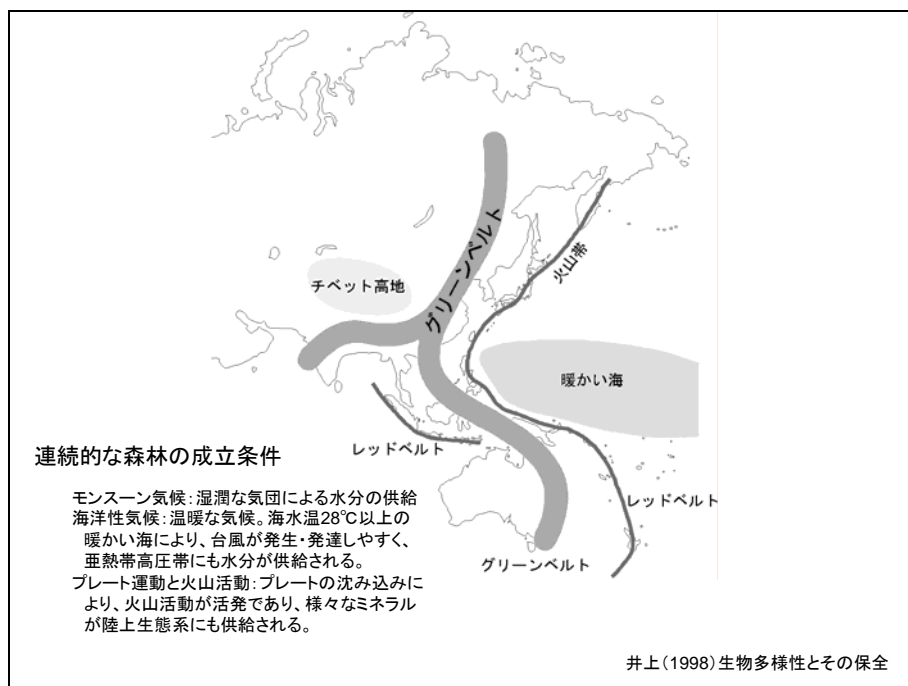 グリーンベルト
火山帯
チベット高地
暖かい海
レッドベルト
レッドベルト
グリーンベルト
連続的な森林の成立条件
モンスーン気候:湿潤な気団による水分の供給
海洋性気候:温暖な気候。海水温28℃以上の
暖かい海により、台風が発生・発達しやすく、
亜熱帯高圧帯にも水分が供給される。
プレート運動と火山活動:プレートの沈み込みに
より、火山活動が活発であり、様々なミネラル
が陸上生態系にも供給される。
井上(1998)生物多様性とその保全